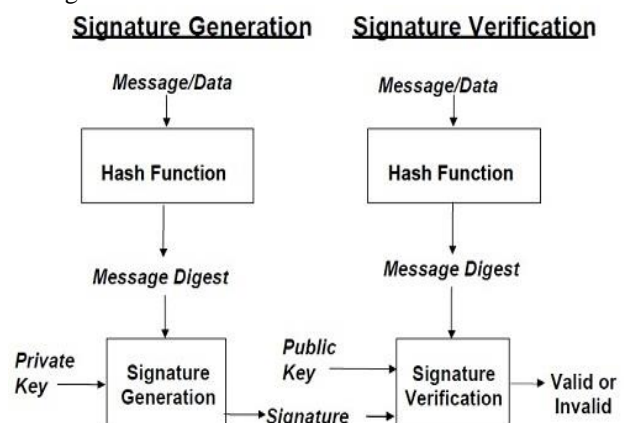 Signature Generation
Message/Data
Hash Function
Message Digest
Private
Key
Signature
Generation
Signature
Signature Verification
Message/Data
Hash Function
Message Digest
Public
Key
Signature
Verification
Valid or
Invalid